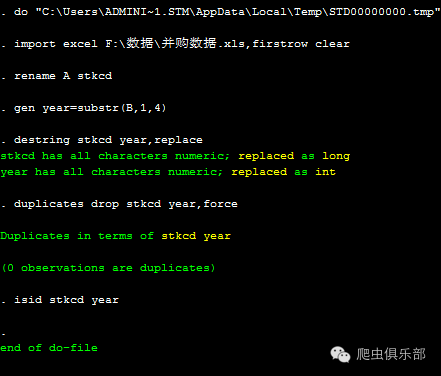 . do "C:\Users\ADMINI~1.STM\AppData\Local\Temp\STD00000000.tmp"
. import excel F:\数据\并购数据.xls,firstrow clear
. rename A stkcd
. gen year=substr(B,1,4)
. destring stkcd year,replace
stkcd has all characters numeric; replaced as long
year has all characters numeric; replaced as int
. duplicates drop stkcd year,force
Duplicates in terms of stkcd year
(0 observations are duplicates)
. isid stkcd year
.
end of do-file
爬虫俱乐部